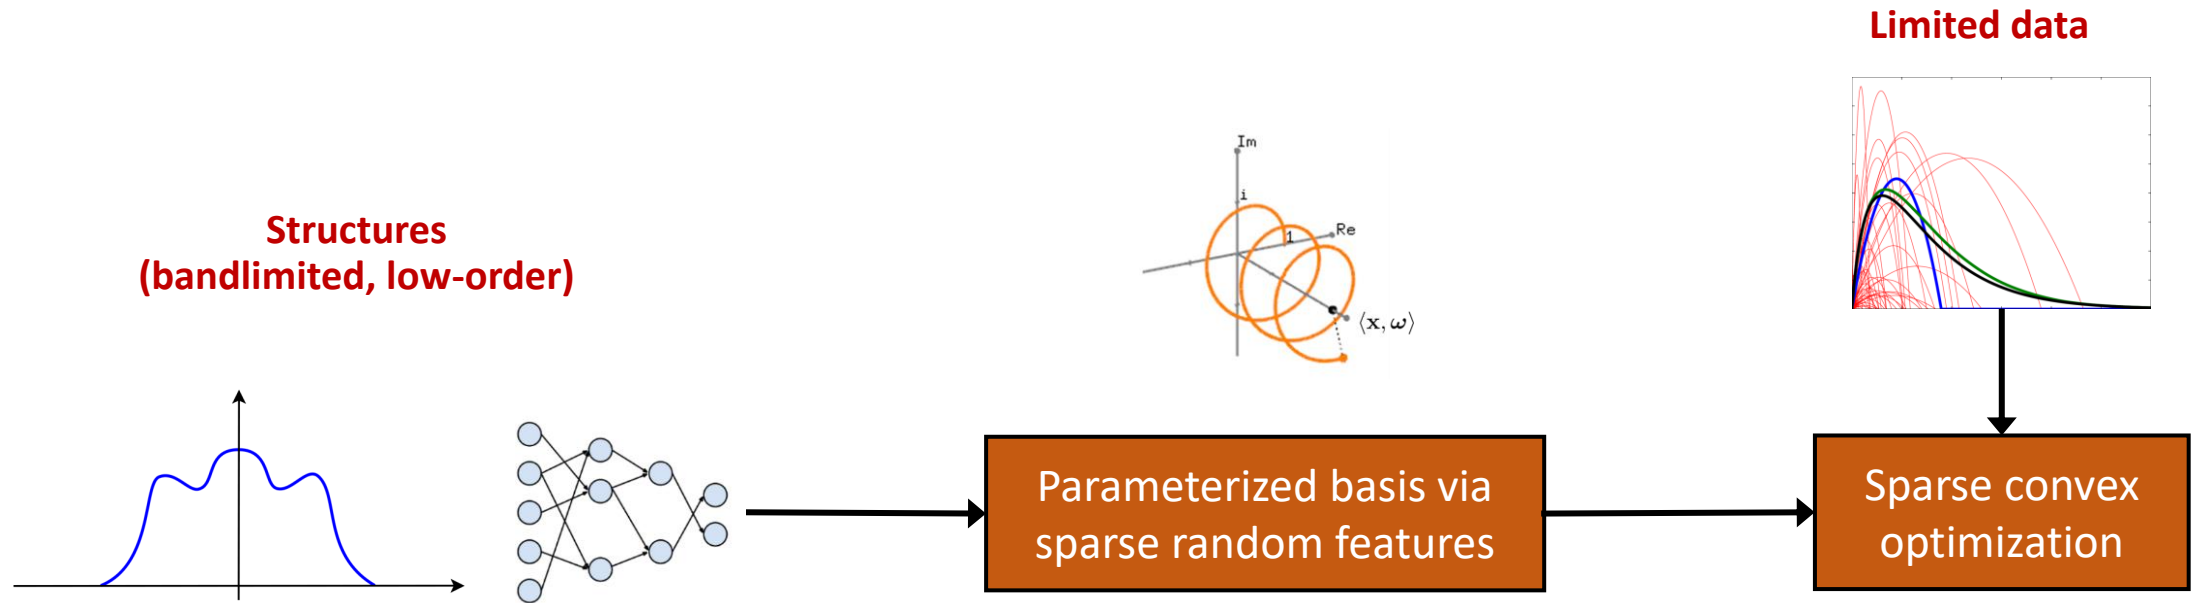 Limited data
Im
i
Re
1
⟨x, ω⟩
Structures
(bandlimited, low-order)
Parameterized basis via
sparse random features
Sparse convex
optimization